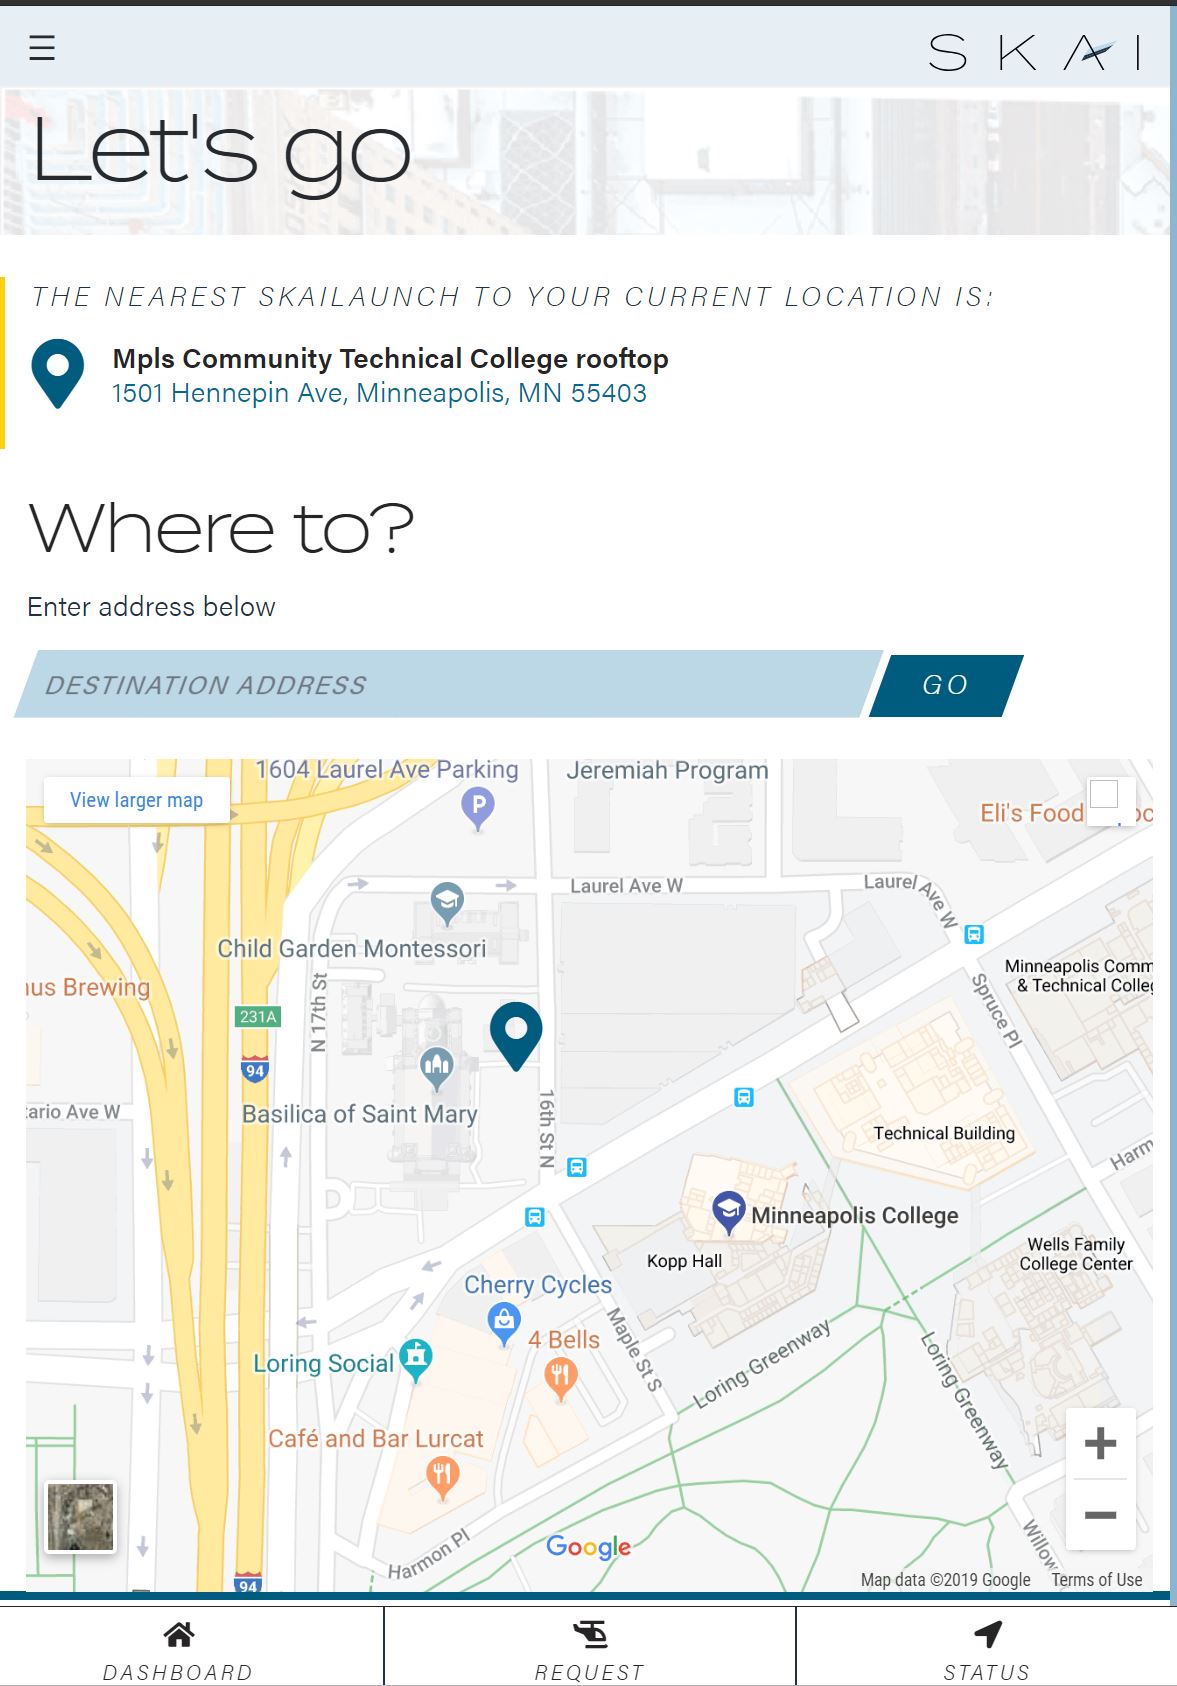 SKAI
Let's go
THE NEAREST SKAILAUNCH TO YOUR CURRENT LOCATION IS:
Mpls Community Technical College rooftop
1501 Hennepin Ave, Minneapolis, MN 55403
Where to?
Enter address below
DESTINATION ADDRESS
GO
1604 Laurel Ave Parking
Jeremiah Program
View larger map
P
Eli's Food
Laurel Ave W
Laurel Ave W
Child Garden Montessori
Minneapolis Comm
& Technical Colleg
us Brewing
N 17th St
Spruce Pl
231A
94
ario Ave W
Basilica of Saint Mary
16th St N
Technical Building
Harm
Minneapolis College
Kopp Hall
Wells Family
College Center
Cherry Cycles
4 Bells
Maple St S
Loring Social
Loring Greenway
Loring Greenway
Café and Bar Lurcat
+
−
Harmon Pl
Google
Willow
94
Map data ©2019 Google
Terms of Use
DASHBOARD
REQUEST
STATUS